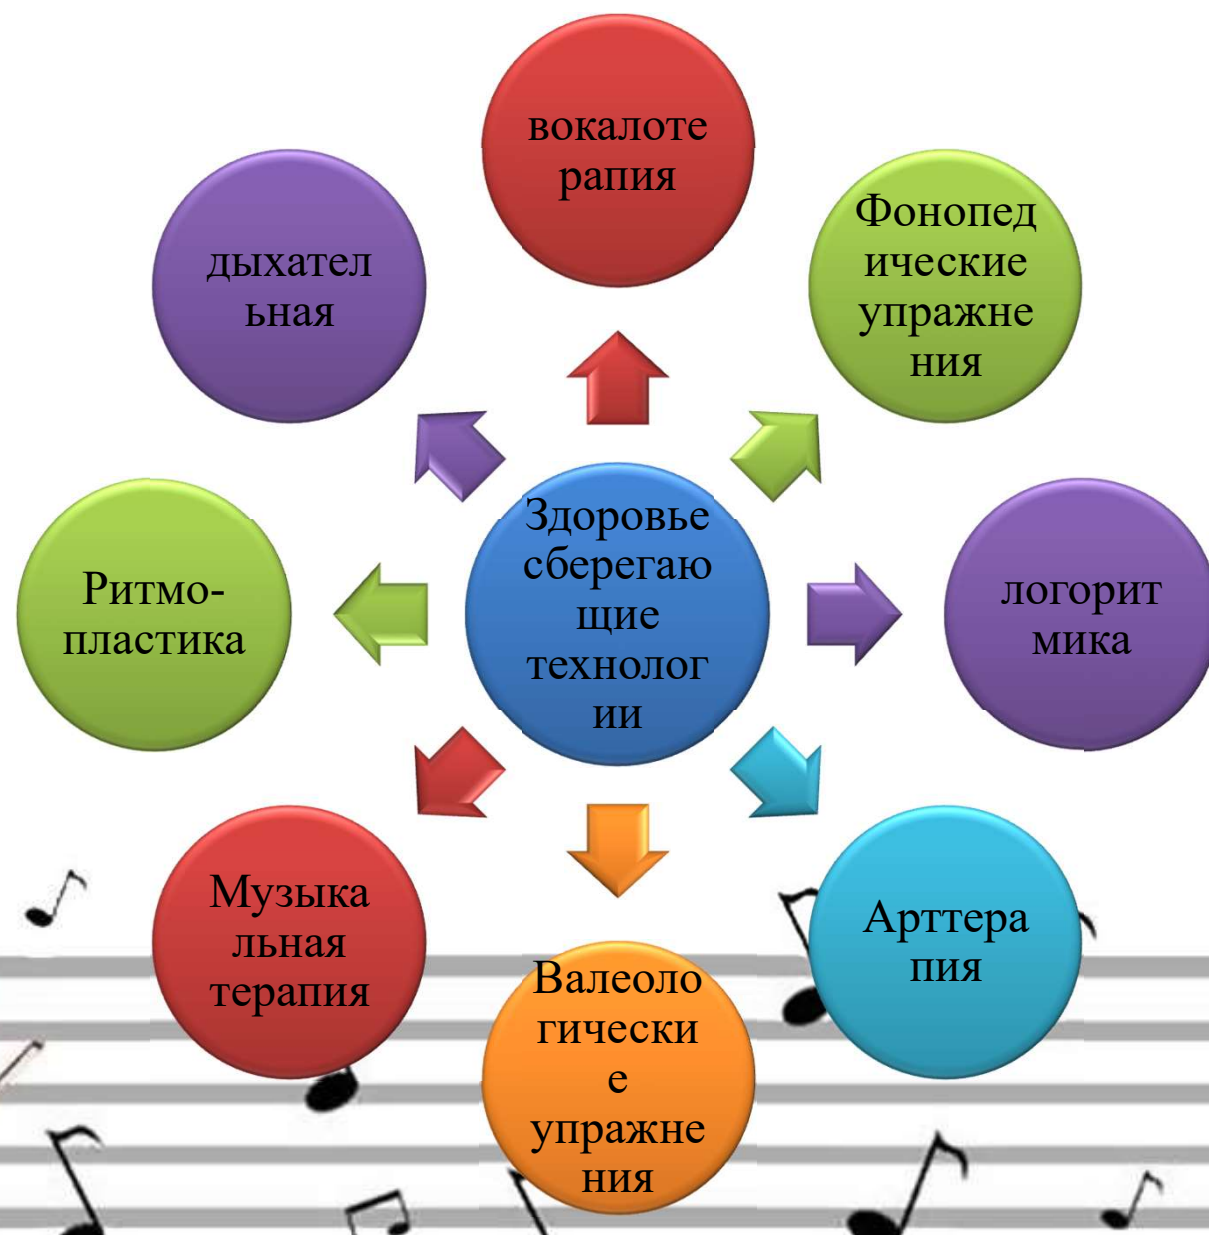 вокалоте
рапия
Фонопед
ические
упражне
ния
логорит
мика
Арттера
пия
Валеоло
гически
е
упражне
ния
Музыка
льная
терапия
Ритмо-
пластика
дыхател
ьная
Здоровье
сберегаю
щие
технолог
ии